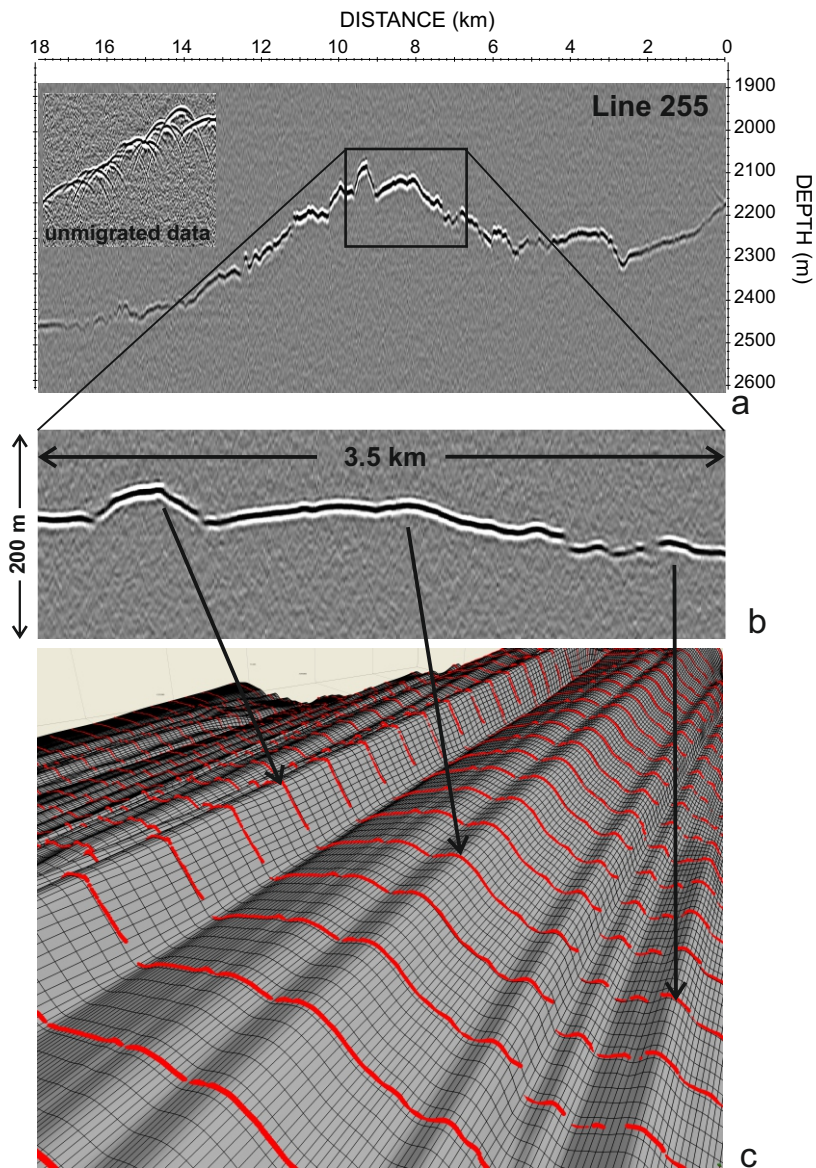 DISTANCE (km)
18 16 14 12 10 8 6 4 2 0
Line 255
unmigrated data
1900
2000
2100
2200
2300
2400
2500
2600
DEPTH (m)
a
3.5 km
200 m
b
c